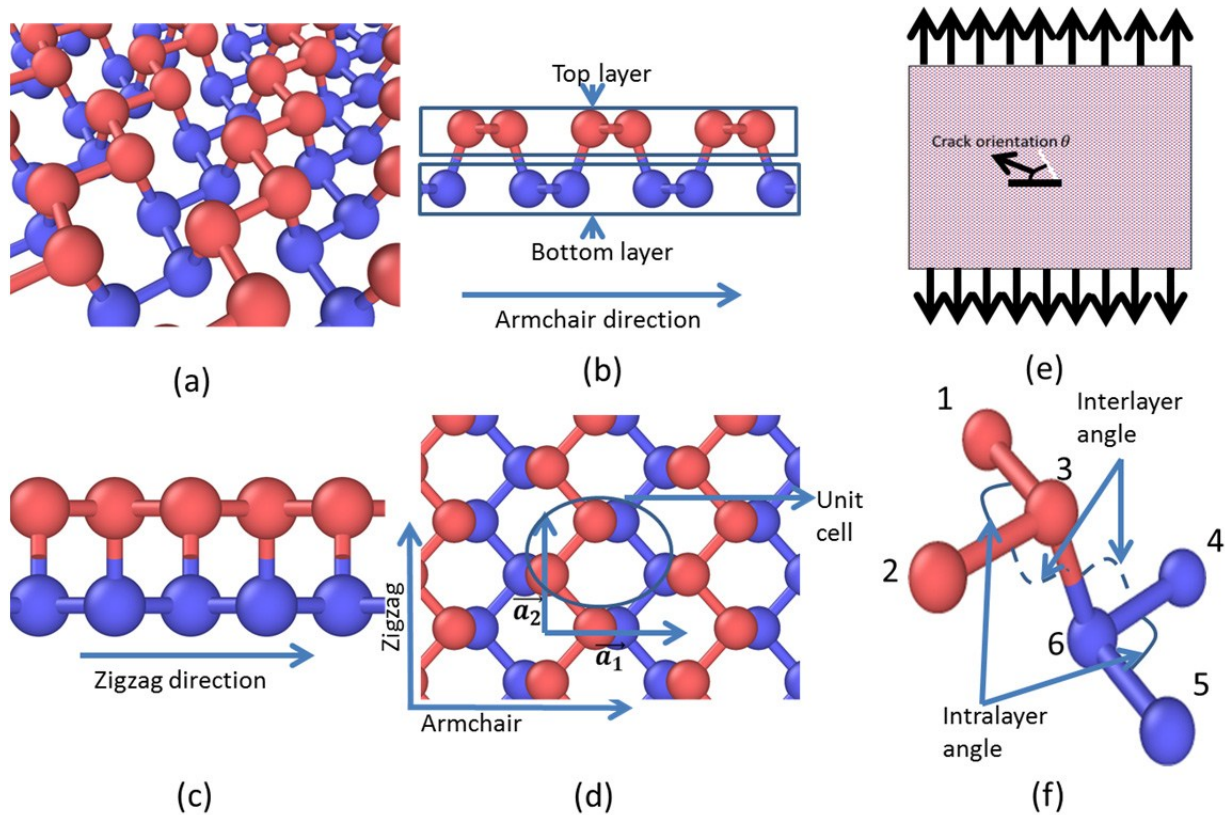 Top layer
Bottom layer
Armchair direction
(a)
(b)
Crack orientation θ
(e)
Zigzag direction
(c)
Unit
cell
Zigzag
a₂
a₁
Armchair
(d)
1
Interlayer
angle
3
4
2
6
5
Intralayer
angle
(f)